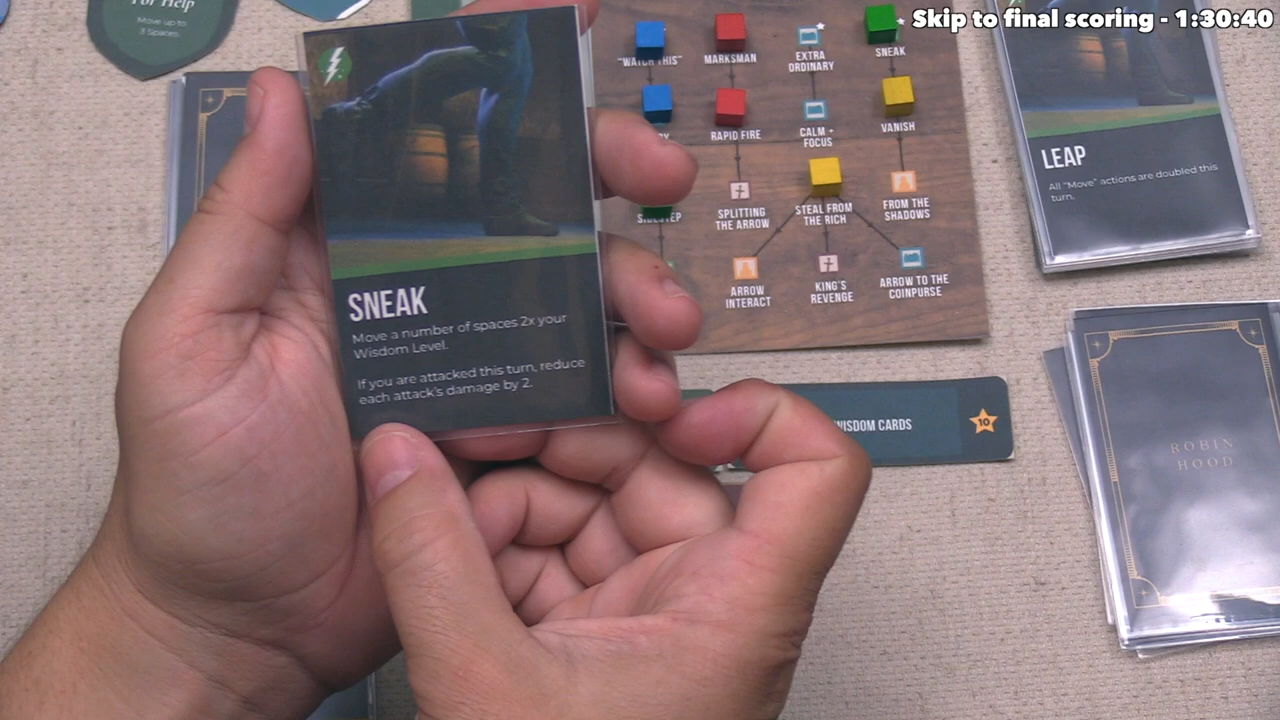 For Help
Move up to
3 Spaces.
Skip to final scoring - 1:30:40
"WATCH THIS"
MARKSMAN
EXTRA
ORDINARY
SNEAK
RAPID FIRE
CALM +
FOCUS
VANISH
SIDESTEP
SPLITTING
THE ARROW
STEAL FROM
THE RICH
FROM THE
SHADOWS
ARROW
INTERACT
KING'S
REVENGE
ARROW TO THE
COINPURSE
LEAP
All "Move" actions are doubled this
turn.
SNEAK
Move a number of spaces 2x your
Wisdom Level.
If you are attacked this turn, reduce
each attack's damage by 2.
WISDOM CARDS
10
ROBIN
HOOD